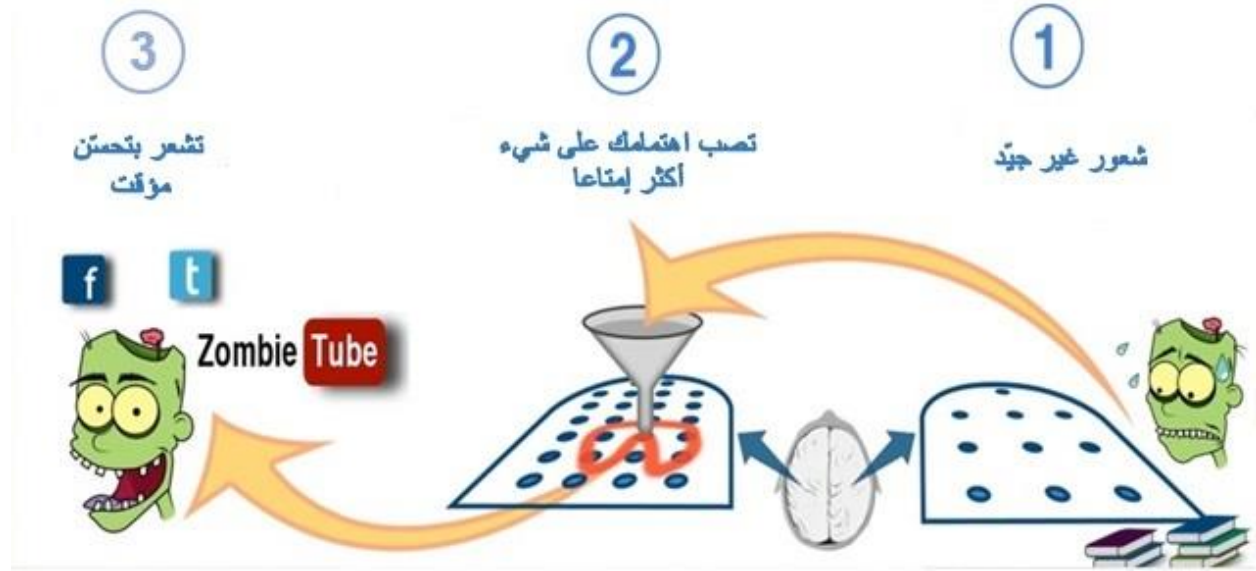 1
شعور غير جيّد
2
تصب اهتمامك على شيء
أكثر إمتاعا
3
تشعر بتحسّن
مؤقت
f
t
Zombie Tube